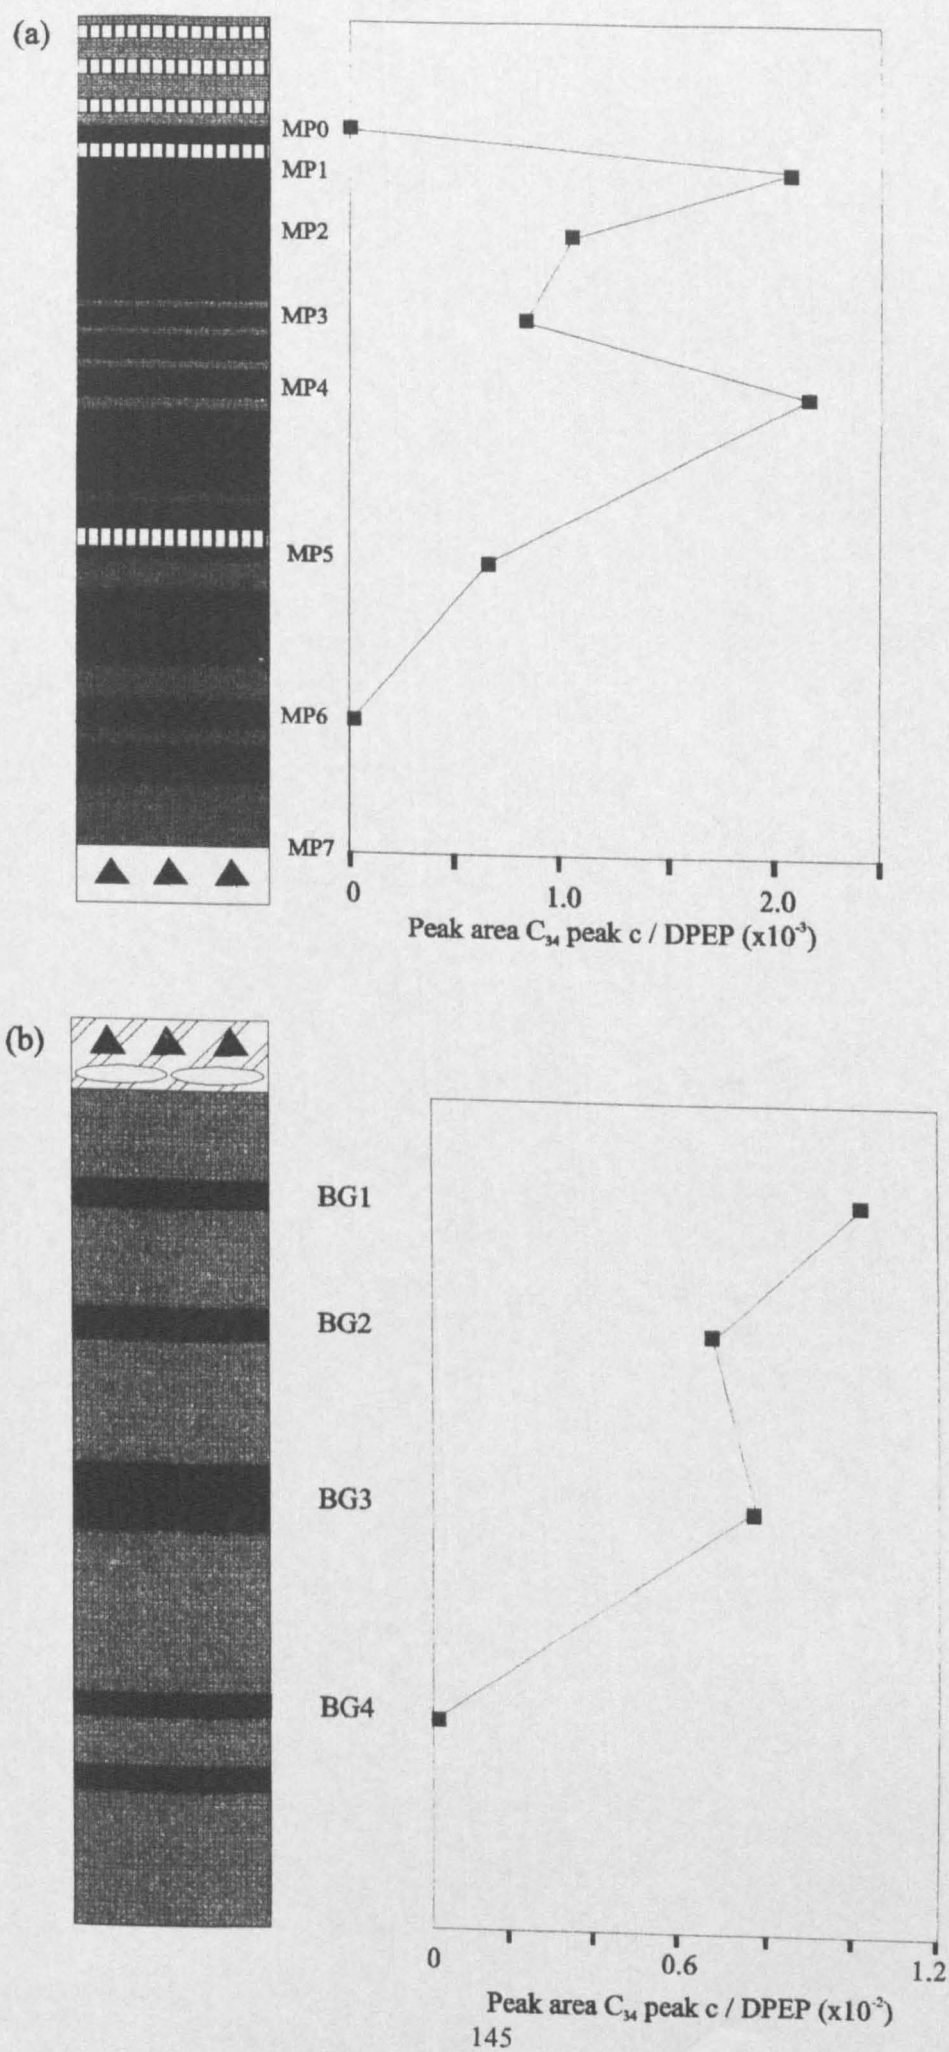 (a)
MP0
MP1
MP2
MP3
MP4
MP5
MP6
MP7
0 1.0 2.0
Peak area C₃₄ peak c / DPEP (x10⁻³)
(b)
BG1
BG2
BG3
BG4
0 0.6 1.2
Peak area C₃₄ peak c / DPEP (x10⁻²)
145